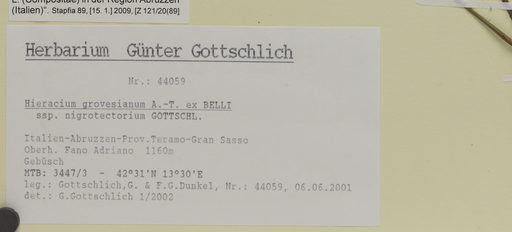 L. (Compositae) in der Region Abruzzen
(Italien)". Stapfia 89, [15. 1.] 2009, [Z 121/20(89]
Herbarium Günter Gottschlich
Nr.: 44059
Hieracium grovesianum A.-T. ex BELLI
ssp. nigrotectorium GOTTSCHL.
Italien-Abruzzen-Prov.Teramo-Gran Sasso
Oberh. Fano Adriano 1160m
Gebüsch
MTB: 3447/3 - 42°31'N 13°30'E
leg.: Gottschlich,G. & F.G.Dunkel, Nr.: 44059, 06.06.2001
det.: G.Gottschlich 1/2002